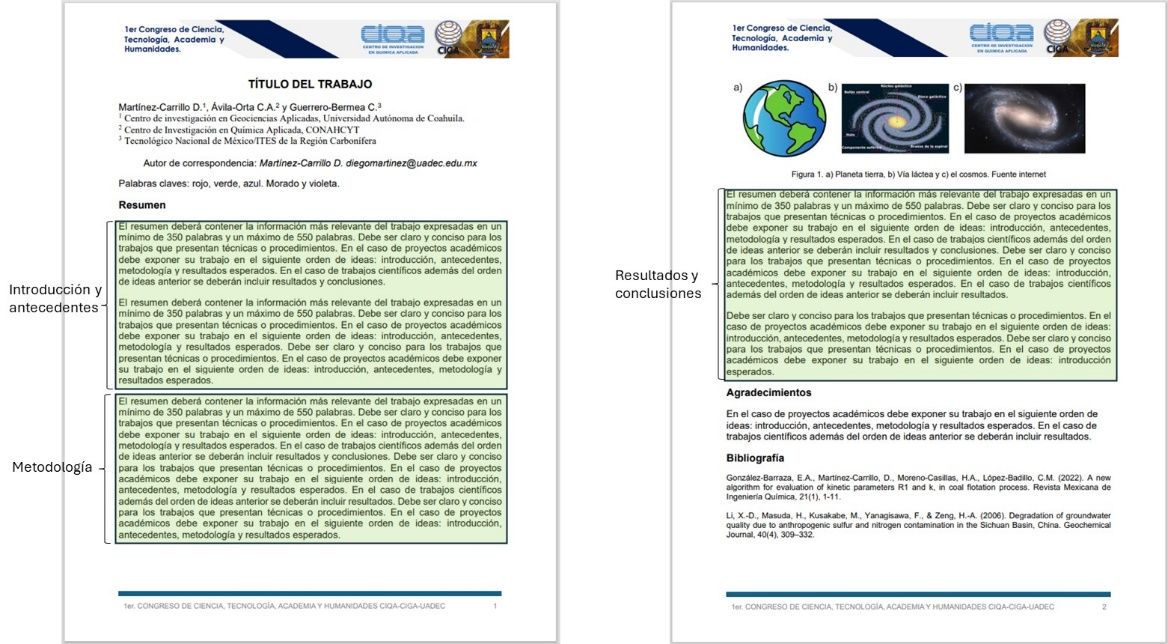 1er Congreso de Ciencia,
Tecnología, Academia y
Humanidades.
CIQA
CENTRO DE INVESTIGACIÓN
EN QUÍMICA APLICADA
CIGA
TÍTULO DEL TRABAJO
Martínez-Carrillo D.¹, Ávila-Orta C.A.² y Guerrero-Bermea C.³
¹ Centro de investigación en Geociencias Aplicadas, Universidad Autónoma de Coahuila.
² Centro de Investigación en Química Aplicada, CONAHCYT
³ Tecnológico Nacional de México/ITES de la Región Carbonífera
Autor de correspondencia: Martínez-Carrillo D. diegomartinez@uadec.edu.mx
Palabras claves: rojo, verde, azul. Morado y violeta.
Resumen
Introducción y
antecedentes
El resumen deberá contener la información más relevante del trabajo expresadas en un
mínimo de 350 palabras y un máximo de 550 palabras. Debe ser claro y conciso para los
trabajos que presentan técnicas o procedimientos. En el caso de proyectos académicos
debe exponer su trabajo en el siguiente orden de ideas: introducción, antecedentes,
metodología y resultados esperados. En el caso de trabajos científicos además del orden
de ideas anterior se deberán incluir resultados y conclusiones.
El resumen deberá contener la información más relevante del trabajo expresadas en un
mínimo de 350 palabras y un máximo de 550 palabras. Debe ser claro y conciso para los
trabajos que presentan técnicas o procedimientos. En el caso de proyectos académicos
debe exponer su trabajo en el siguiente orden de ideas: introducción, antecedentes,
metodología y resultados esperados. Debe ser claro y conciso para los trabajos que
presentan técnicas o procedimientos. En el caso de proyectos académicos debe exponer
su trabajo en el siguiente orden de ideas: introducción, antecedentes, metodología y
resultados esperados.
Metodología
El resumen deberá contener la información más relevante del trabajo expresadas en un
mínimo de 350 palabras y un máximo de 550 palabras. Debe ser claro y conciso para los
trabajos que presentan técnicas o procedimientos. En el caso de proyectos académicos
debe exponer su trabajo en el siguiente orden de ideas: introducción, antecedentes,
metodología y resultados esperados. En el caso de trabajos científicos además del orden
de ideas anterior se deberán incluir resultados y conclusiones. Debe ser claro y conciso
para los trabajos que presentan técnicas o procedimientos. En el caso de proyectos
académicos debe exponer su trabajo en el siguiente orden de ideas: introducción,
antecedentes, metodología y resultados esperados. En el caso de trabajos científicos
además del orden de ideas anterior se deberán incluir resultados. Debe ser claro y conciso
para los trabajos que presentan técnicas o procedimientos. En el caso de proyectos
académicos debe exponer su trabajo en el siguiente orden de ideas: introducción,
antecedentes, metodología y resultados esperados.
1er. CONGRESO DE CIENCIA, TECNOLOGÍA, ACADEMIA Y HUMANIDADES CIQA-CIGA-UADEC 1
1er Congreso de Ciencia,
Tecnología, Academia y
Humanidades.
CIQA
CENTRO DE INVESTIGACIÓN
EN QUÍMICA APLICADA
CIGA
a) b) c)
Núcleo galáctico
Bulbo central
Disco galáctico
Halo
Componente esférico
Brazos de la espiral
Figura 1. a) Planeta tierra, b) Vía láctea y c) el cosmos. Fuente internet
Resultados y
conclusiones
El resumen deberá contener la información más relevante del trabajo expresadas en un
mínimo de 350 palabras y un máximo de 550 palabras. Debe ser claro y conciso para los
trabajos que presentan técnicas o procedimientos. En el caso de proyectos académicos
debe exponer su trabajo en el siguiente orden de ideas: introducción, antecedentes,
metodología y resultados esperados. En el caso de trabajos científicos además del orden
de ideas anterior se deberán incluir resultados y conclusiones. Debe ser claro y conciso
para los trabajos que presentan técnicas o procedimientos. En el caso de proyectos
académicos debe exponer su trabajo en el siguiente orden de ideas: introducción,
antecedentes, metodología y resultados esperados. En el caso de trabajos científicos
además del orden de ideas anterior se deberán incluir resultados.
Debe ser claro y conciso para los trabajos que presentan técnicas o procedimientos. En el
caso de proyectos académicos debe exponer su trabajo en el siguiente orden de ideas:
introducción, antecedentes, metodología y resultados esperados. Debe ser claro y conciso
para los trabajos que presentan técnicas o procedimientos. En el caso de proyectos
académicos debe exponer su trabajo en el siguiente orden de ideas: introducción,
antecedentes, metodología y resultados
esperados.
Agradecimientos
En el caso de proyectos académicos debe exponer su trabajo en el siguiente orden de
ideas: introducción, antecedentes, metodología y resultados esperados. En el caso de
trabajos científicos además del orden de ideas anterior se deberán incluir resultados.
Bibliografía
González-Barraza, E.A., Martínez-Carrillo, D., Moreno-Casillas, H.A., López-Badillo, C.M. (2022). A new
algorithm for evaluation of kinetic parameters R1 and k, in coal flotation process. Revista Mexicana de
Ingeniería Química, 21(1), 1-11.
Li, X.-D., Masuda, H., Kusakabe, M., Yanagisawa, F., & Zeng, H.-A. (2006). Degradation of groundwater
quality due to anthropogenic sulfur and nitrogen contamination in the Sichuan Basin, China. Geochemical
Journal, 40(4), 309–332.
1er. CONGRESO DE CIENCIA, TECNOLOGÍA, ACADEMIA Y HUMANIDADES CIQA-CIGA-UADEC 2